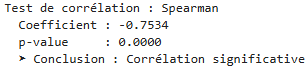 Test de corrélation : Spearman
Coefficient : -0.7534
p-value : 0.0000
➤ Conclusion : Corrélation significative